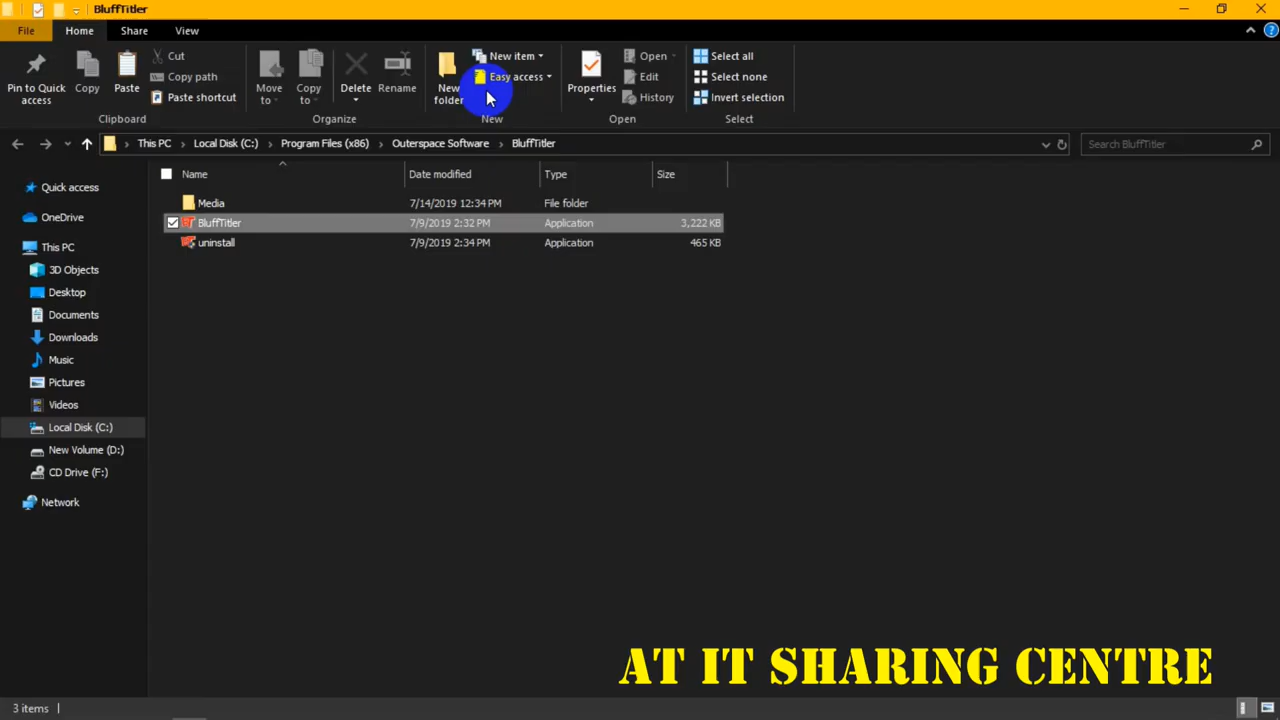 BluffTitler
File Home Share View
Pin to Quick access
Copy
Paste
Cut
Copy path
Paste shortcut
Clipboard
Move to
Copy to
Delete
Rename
Organize
New folder
New item
Easy access
New
Properties
Open
Edit
History
Open
Select all
Select none
Invert selection
Select
This PC Local Disk (C:) Program Files (x86) Outerspace Software BluffTitler
Search BluffTitler
Name Date modified Type Size
Media 7/14/2019 12:34 PM File folder
BluffTitler 7/9/2019 2:32 PM Application 3,222 KB
uninstall 7/9/2019 2:34 PM Application 465 KB
Quick access
OneDrive
This PC
3D Objects
Desktop
Documents
Downloads
Music
Pictures
Videos
Local Disk (C:)
New Volume (D:)
CD Drive (F:)
Network
AT IT SHARING CENTRE
3 items